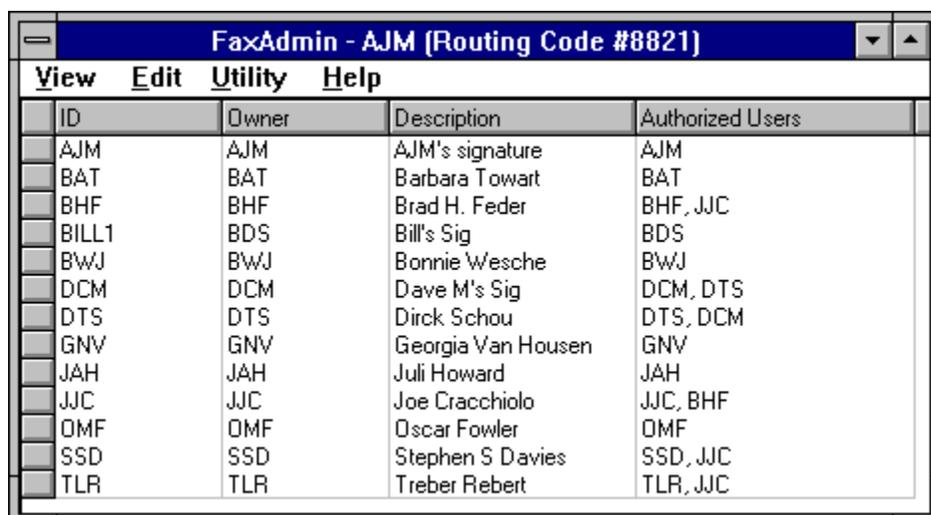 FaxAdmin - AJM (Routing Code #8821)
View Edit Utility Help
ID Owner Description Authorized Users
AJM AJM AJM's signature AJM
BAT BAT Barbara Towart BAT
BHF BHF Brad H. Feder BHF, JJC
BILL1 BDS Bill's Sig BDS
BWJ BWJ Bonnie Wesche BWJ
DCM DCM Dave M's Sig DCM, DTS
DTS DTS Dirck Schou DTS, DCM
GNV GNV Georgia Van Housen GNV
JAH JAH Juli Howard JAH
JJC JJC Joe Cracchiolo JJC, BHF
OMF OMF Oscar Fowler OMF
SSD SSD Stephen S Davies SSD, JJC
TLR TLR Treber Rebert TLR, JJC